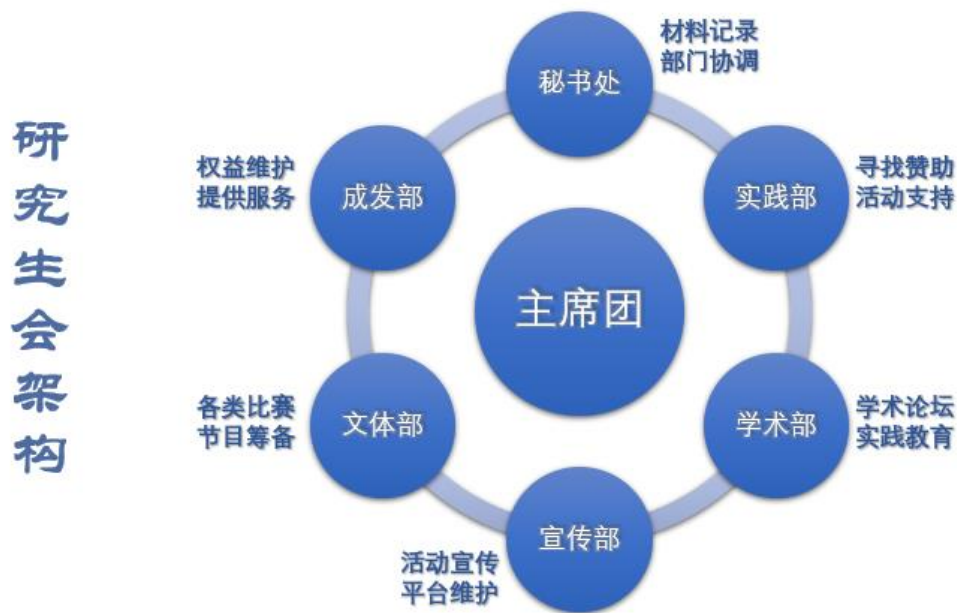 研究生会架构
材料记录
部门协调
秘书处
权益维护
提供服务
成发部
实践部
寻找赞助
活动支持
主席团
各类比赛
节目筹备
文体部
学术部
学术论坛
实践教育
宣传部
活动宣传
平台维护